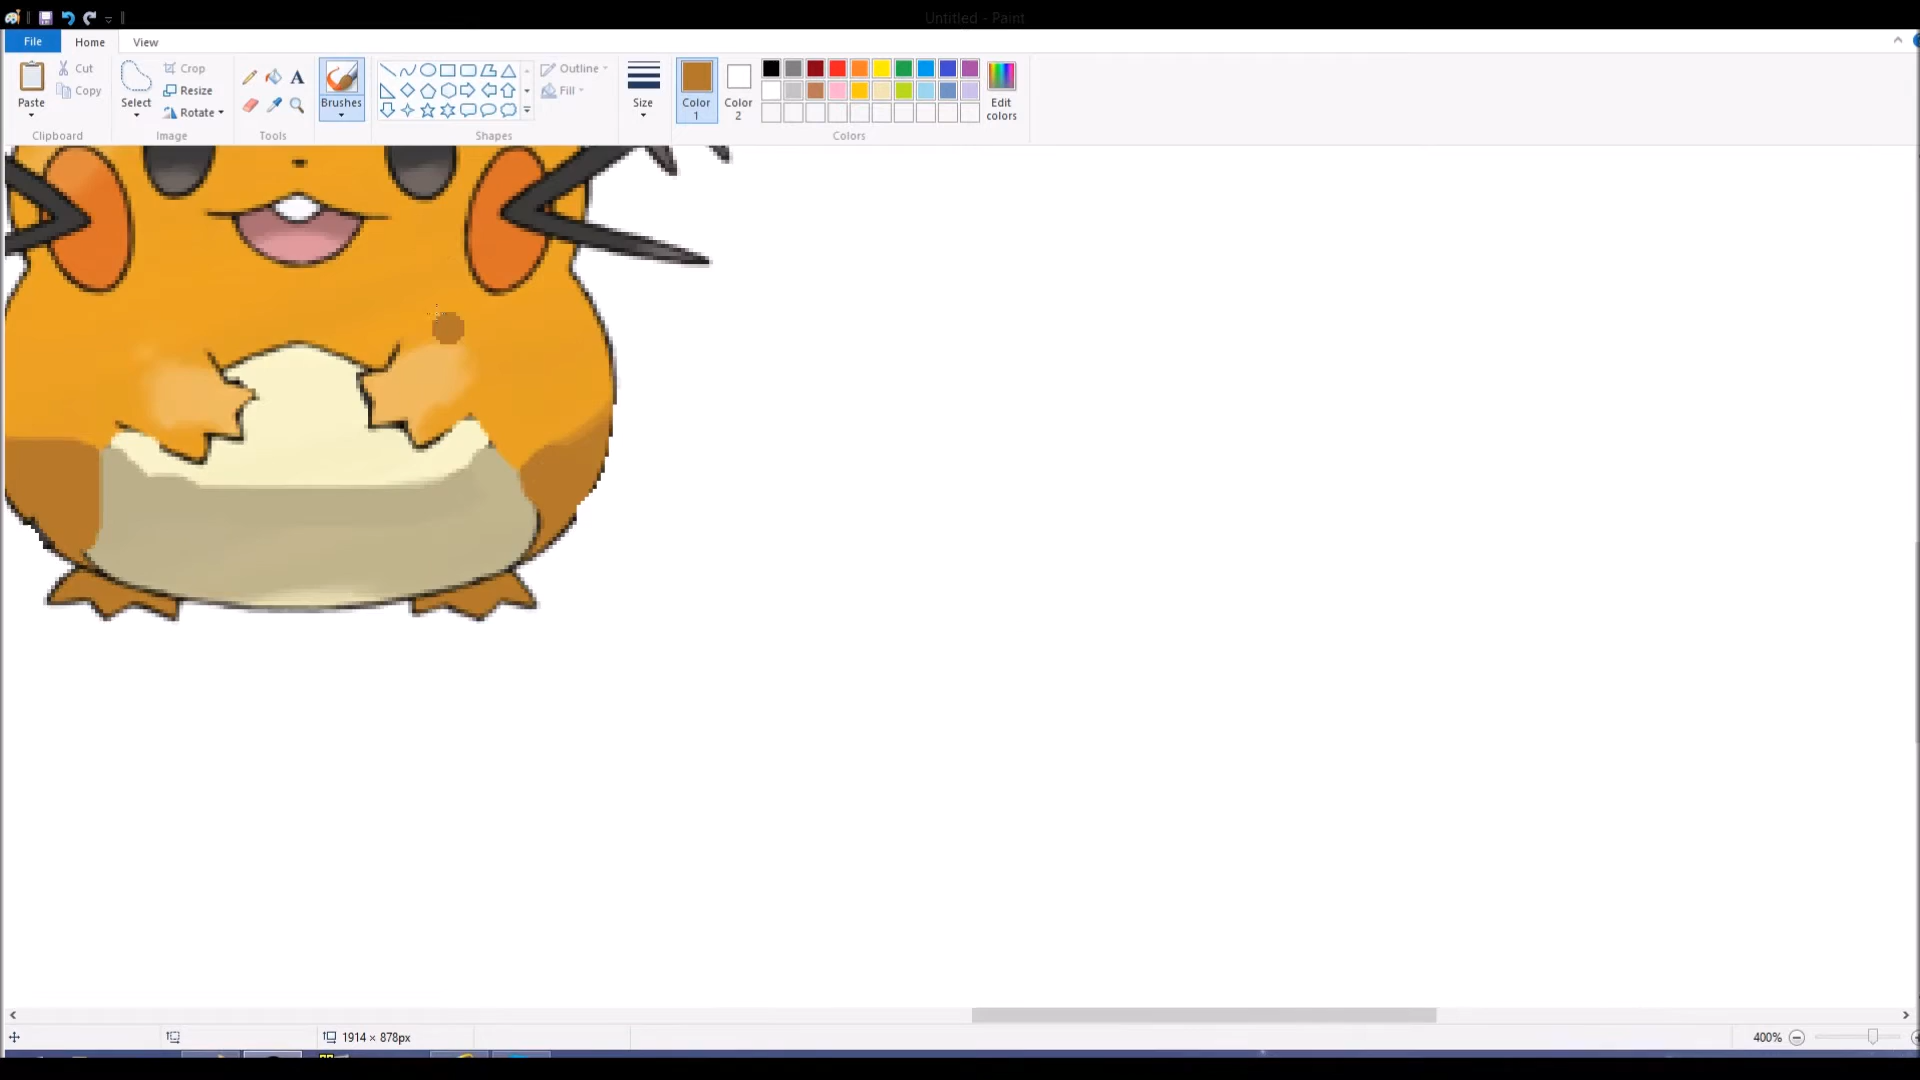 Untitled - Paint
File Home View
Cut Crop Outline
Copy Resize Fill
Paste Select Rotate A Brushes Size Color 1 Color 2 Edit colors
Clipboard Image Tools Shapes Colors
1914 × 878px 400%